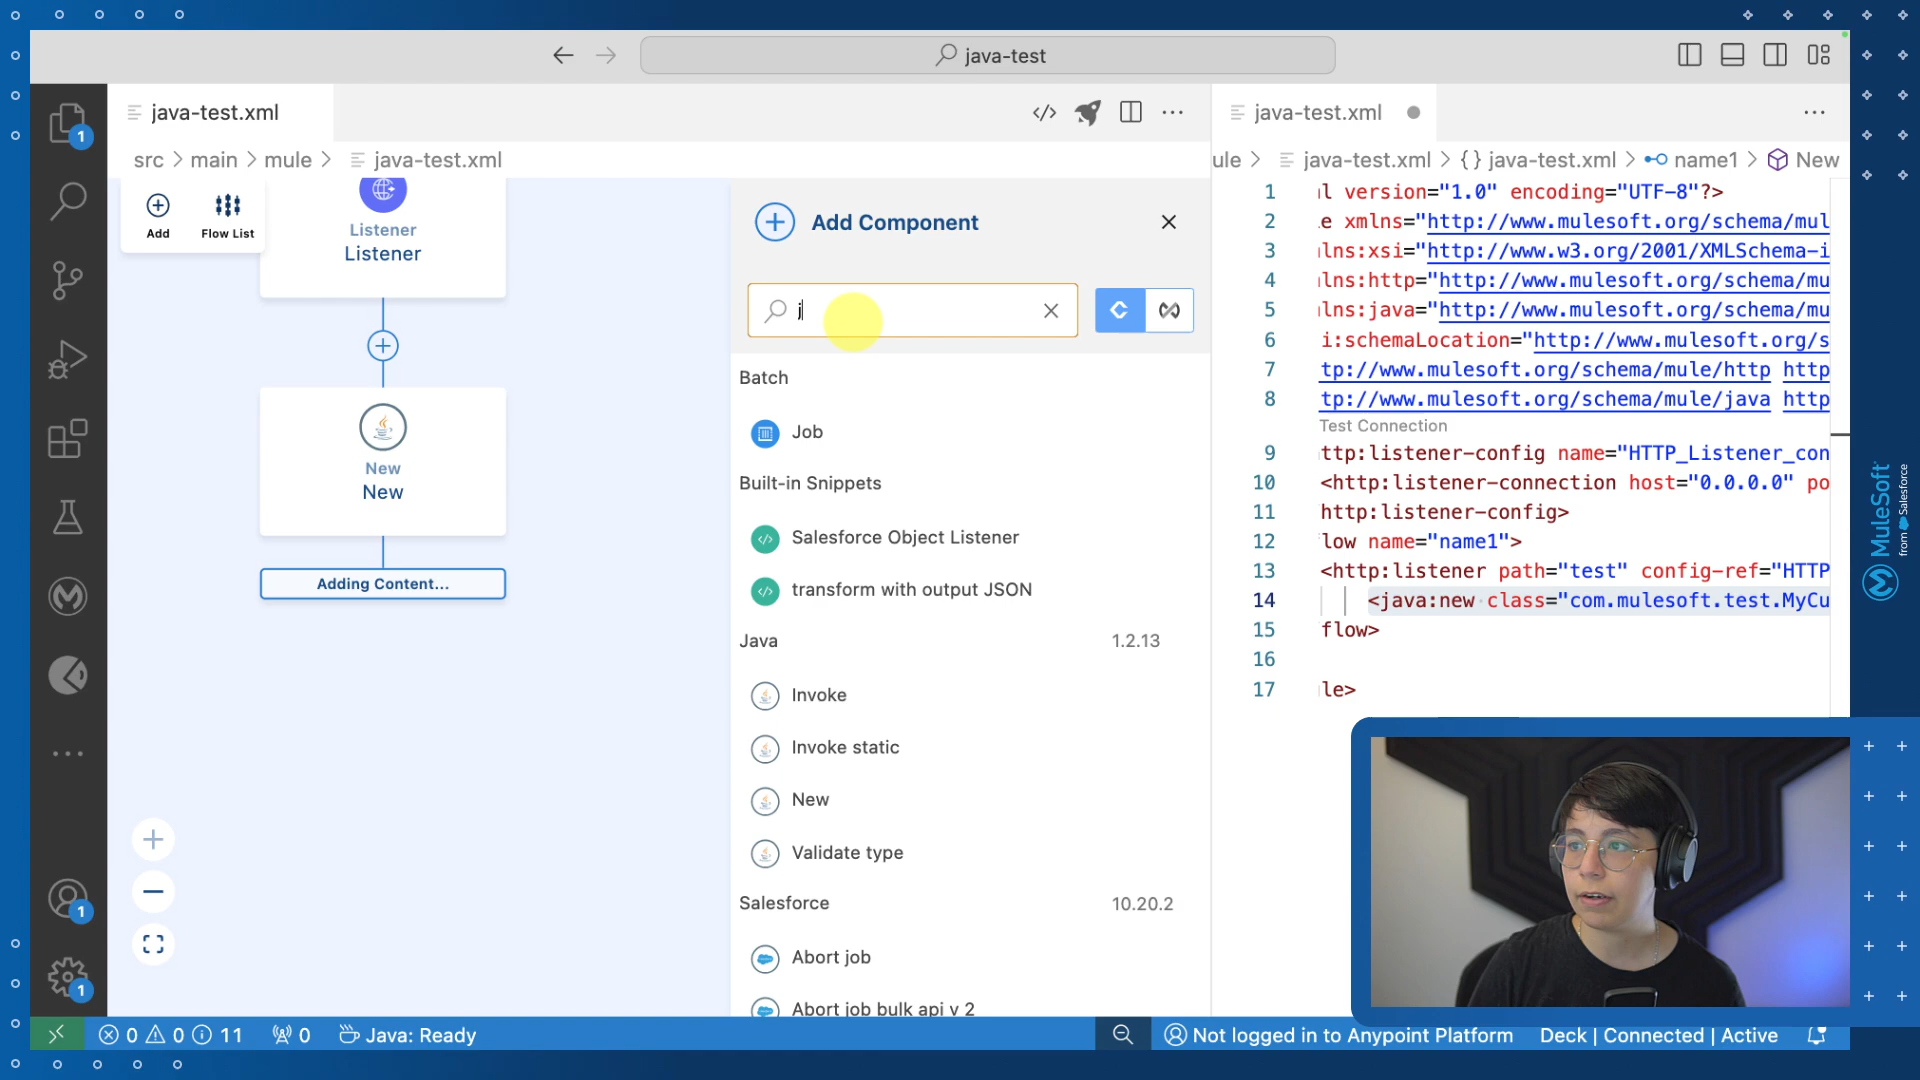 java-test
java-test.xml
java-test.xml
1
src > main > mule > java-test.xml
ule > java-test.xml > {} java-test.xml > name1 > New
Add
Flow List
Listener
Listener
New
New
Adding Content...
Add Component
j
Batch
Job
Built-in Snippets
Salesforce Object Listener
transform with output JSON
Java 1.2.13
Invoke
Invoke static
New
Validate type
Salesforce 10.20.2
Abort job
Abort job bulk api v 2
1 l version="1.0" encoding="UTF-8"?>
2 e xmlns="http://www.mulesoft.org/schema/mul
3 lns:xsi="http://www.w3.org/2001/XMLSchema-i
4 lns:http="http://www.mulesoft.org/schema/mu
5 lns:java="http://www.mulesoft.org/schema/mu
6 i:schemaLocation="http://www.mulesoft.org/s
7 tp://www.mulesoft.org/schema/mule/http http
8 tp://www.mulesoft.org/schema/mule/java http
Test Connection
9 ttp:listener-config name="HTTP_Listener_con
10 <http:listener-connection host="0.0.0.0" po
11 http:listener-config>
12 low name="name1">
13 <http:listener path="test" config-ref="HTTP
14 <java:new class="com.mulesoft.test.MyCu
15 flow>
16
17 le>
MuleSoft
from Salesforce
1
1
0 0 11 0 Java: Ready
Not logged in to Anypoint Platform
Deck | Connected | Active